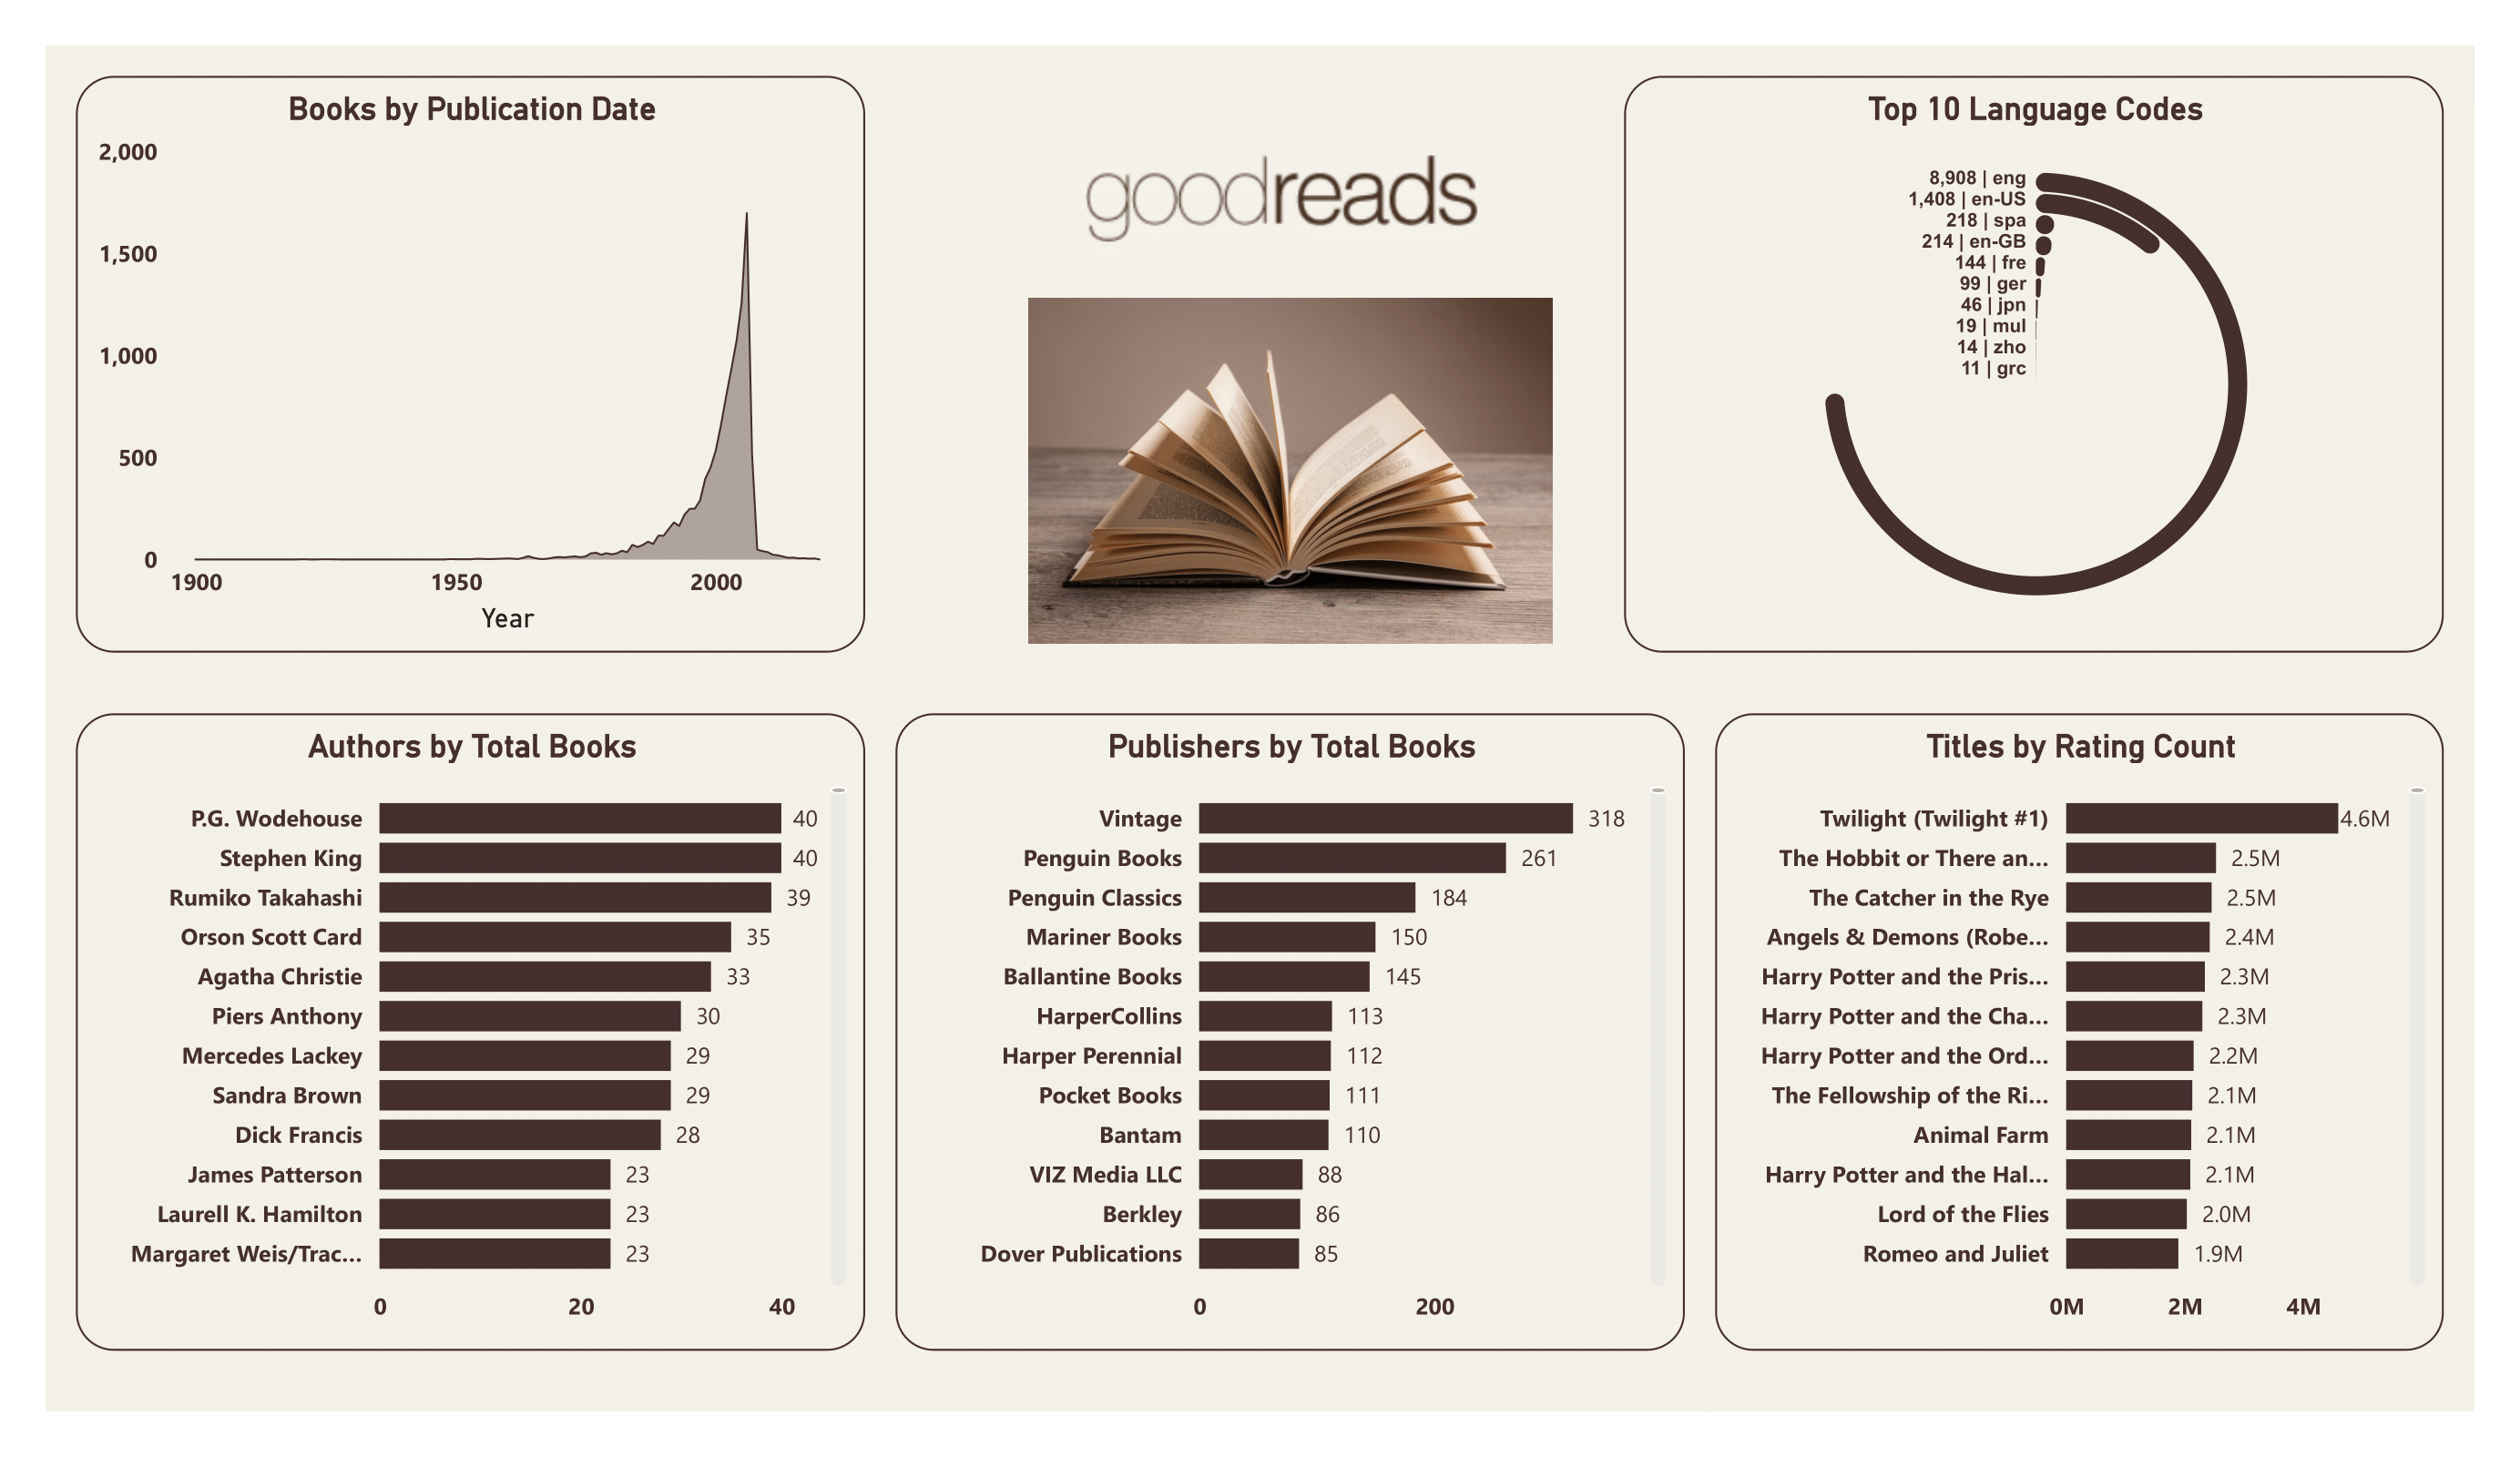 Books by Publication Date
2,000
1,500
1,000
500
0
1900 1950 2000
Year
goodreads
Top 10 Language Codes
8,908 | eng
1,408 | en-US
218 | spa
214 | en-GB
144 | fre
99 | ger
46 | jpn
19 | mul
14 | zho
11 | grc
Authors by Total Books
P.G. Wodehouse 40
Stephen King 40
Rumiko Takahashi 39
Orson Scott Card 35
Agatha Christie 33
Piers Anthony 30
Mercedes Lackey 29
Sandra Brown 29
Dick Francis 28
James Patterson 23
Laurell K. Hamilton 23
Margaret Weis/Trac... 23
0 20 40
Publishers by Total Books
Vintage 318
Penguin Books 261
Penguin Classics 184
Mariner Books 150
Ballantine Books 145
HarperCollins 113
Harper Perennial 112
Pocket Books 111
Bantam 110
VIZ Media LLC 88
Berkley 86
Dover Publications 85
0 200
Titles by Rating Count
Twilight (Twilight #1) 4.6M
The Hobbit or There an... 2.5M
The Catcher in the Rye 2.5M
Angels & Demons (Robe... 2.4M
Harry Potter and the Pris... 2.3M
Harry Potter and the Cha... 2.3M
Harry Potter and the Ord... 2.2M
The Fellowship of the Ri... 2.1M
Animal Farm 2.1M
Harry Potter and the Hal... 2.1M
Lord of the Flies 2.0M
Romeo and Juliet 1.9M
0M 2M 4M